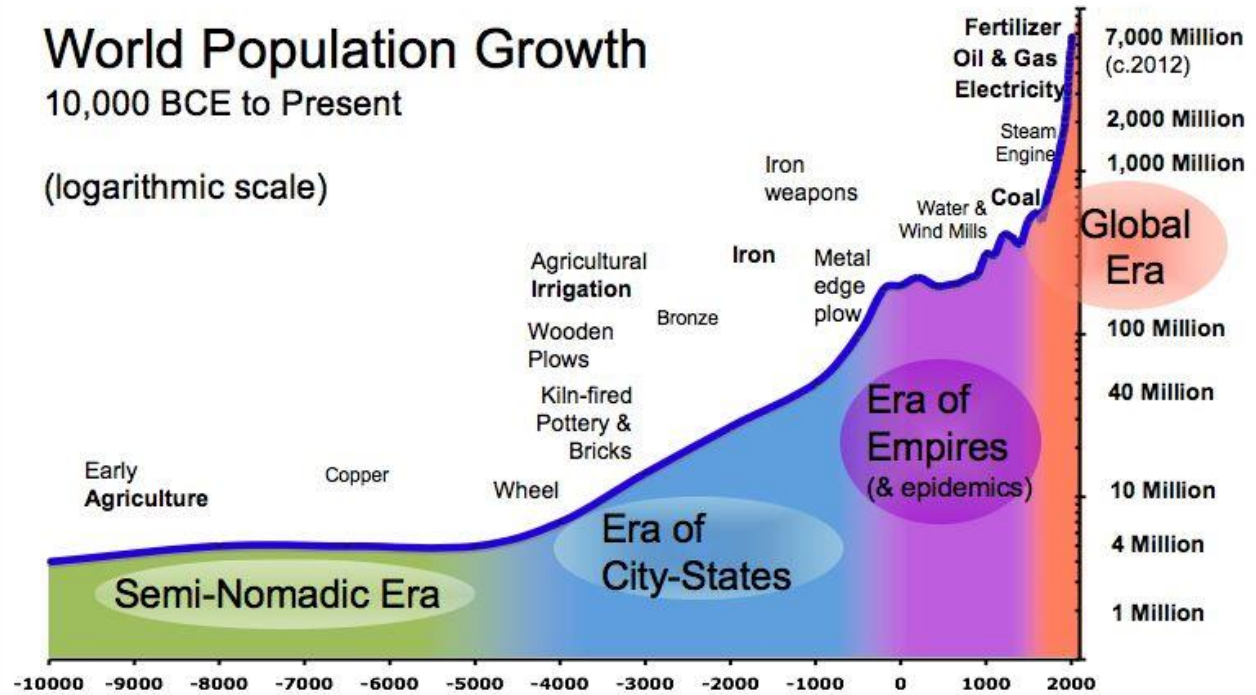 World Population Growth
10,000 BCE to Present
(logarithmic scale)
Fertilizer
Oil & Gas
Electricity
Steam
Engine
Coal
Water &
Wind Mills
Iron
weapons
Iron
Metal
edge
plow
Agricultural
Irrigation
Bronze
Wooden
Plows
Kiln-fired
Pottery &
Bricks
Wheel
Copper
Early
Agriculture
Semi-Nomadic Era
Era of
City-States
Era of
Empires
(& epidemics)
Global
Era
7,000 Million
(c.2012)
2,000 Million
1,000 Million
100 Million
40 Million
10 Million
4 Million
1 Million
-10000 -9000 -8000 -7000 -6000 -5000 -4000 -3000 -2000 -1000 0 1000 2000